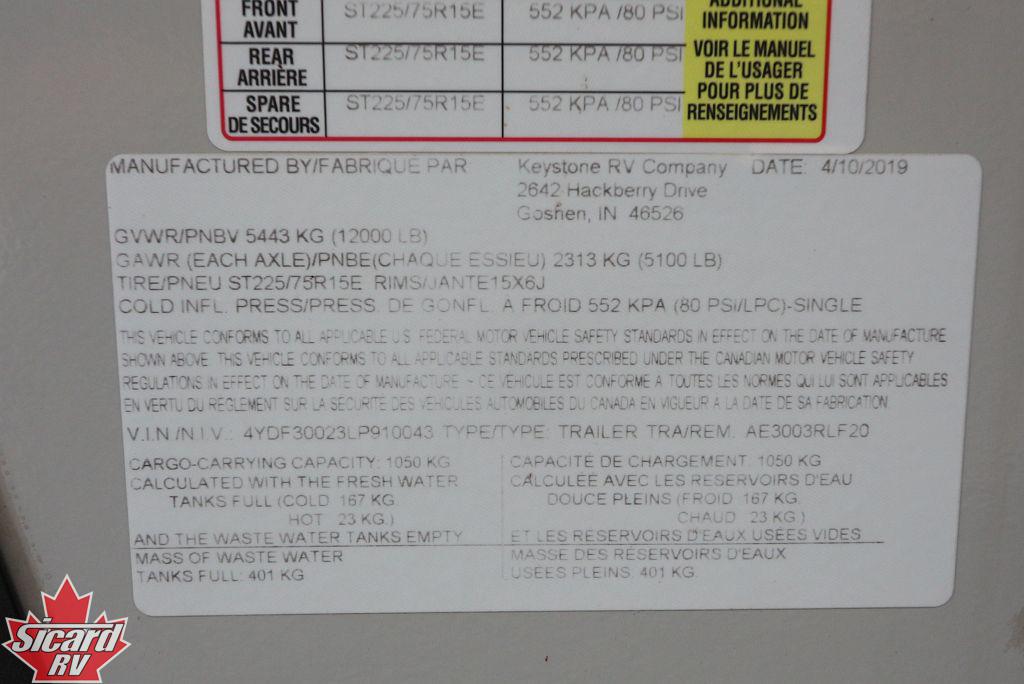 FRONT AVANT ST225/75R15E 552 KPA /80 PSI
ADDITIONAL
INFORMATION
REAR ARRIÈRE ST225/75R15E 552 KPA /80 PSI
VOIR LE MANUEL
DE L'USAGER
POUR PLUS DE
RENSEIGNEMENTS
SPARE DE SECOURS ST225/75R15E 552 KPA /80 PSI
MANUFACTURED BY/FABRIQUÉ PAR Keystone RV Company DATE: 4/10/2019
2642 Hackberry Drive
Goshen, IN 46526
GVWR/PNBV 5443 KG (12000 LB)
GAWR (EACH AXLE)/PNBE(CHAQUE ESSIEU) 2313 KG (5100 LB)
TIRE/PNEU ST225/75R15E RIMS/JANTE15X6J
COLD INFL. PRESS/PRESS. DE GONFL. A FROID 552 KPA (80 PSI/LPC)-SINGLE
THIS VEHICLE CONFORMS TO ALL APPLICABLE U.S. FEDERAL MOTOR VEHICLE SAFETY STANDARDS IN EFFECT ON THE DATE OF MANUFACTURE
SHOWN ABOVE. THIS VEHICLE CONFORMS TO ALL APPLICABLE STANDARDS PRESCRIBED UNDER THE CANADIAN MOTOR VEHICLE SAFETY
REGULATIONS IN EFFECT ON THE DATE OF MANUFACTURE - CE VEHICULE EST CONFORME A TOUTES LES NORMES QUI LUI SONT APPLICABLES
EN VERTU DU REGLEMENT SUR LA SECURITE DES VEHICULES AUTOMOBILES DU CANADA EN VIGUEUR A LA DATE DE SA FABRICATION
V.I.N./N.I.V.: 4YDF30023LP910043 TYPE/TYPE: TRAILER TRA/REM. AE3003RLF20
CARGO-CARRYING CAPACITY: 1050 KG
CALCULATED WITH THE FRESH WATER
TANKS FULL (COLD 167 KG.
HOT 23 KG.)
AND THE WASTE WATER TANKS EMPTY
MASS OF WASTE WATER
TANKS FULL: 401 KG
CAPACITÉ DE CHARGEMENT: 1050 KG
CALCULÉE AVEC LES RÉSERVOIRS D'EAU
DOUCE PLEINS (FROID 167 KG.
CHAUD 23 KG.)
ET LES RÉSERVOIRS D'EAUX USÉES VIDES
MASSE DES RÉSERVOIRS D'EAUX
USÉES PLEINS: 401 KG.
Sicard
RV